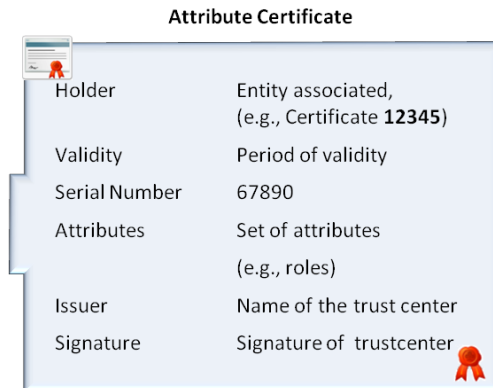 Attribute Certificate
Holder Entity associated,
(e.g., Certificate 12345)
Validity Period of validity
Serial Number 67890
Attributes Set of attributes
(e.g., roles)
Issuer Name of the trust center
Signature Signature of trustcenter